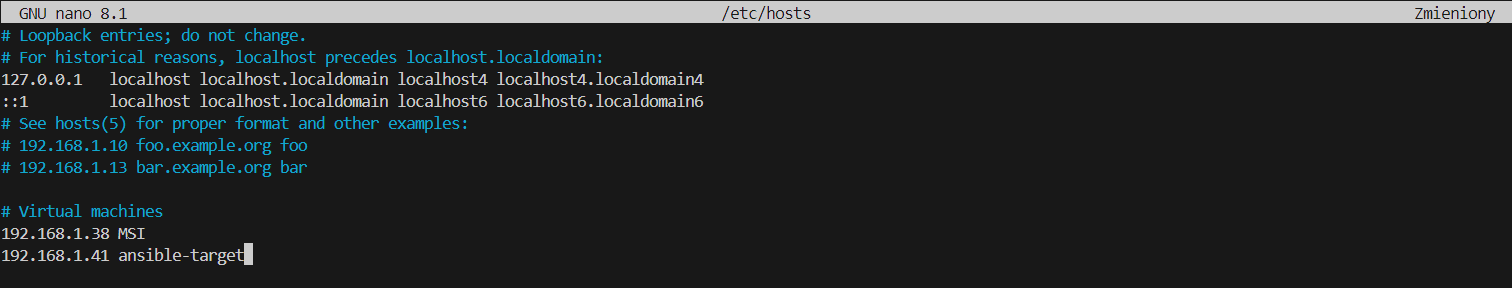 GNU nano 8.1 /etc/hosts Zmieniony
# Loopback entries; do not change.
# For historical reasons, localhost precedes localhost.localdomain:
127.0.0.1   localhost localhost.localdomain localhost4 localhost4.localdomain4
::1         localhost localhost.localdomain localhost6 localhost6.localdomain6
# See hosts(5) for proper format and other examples:
# 192.168.1.10 foo.example.org foo
# 192.168.1.13 bar.example.org bar
# Virtual machines
192.168.1.38 MSI
192.168.1.41 ansible-target